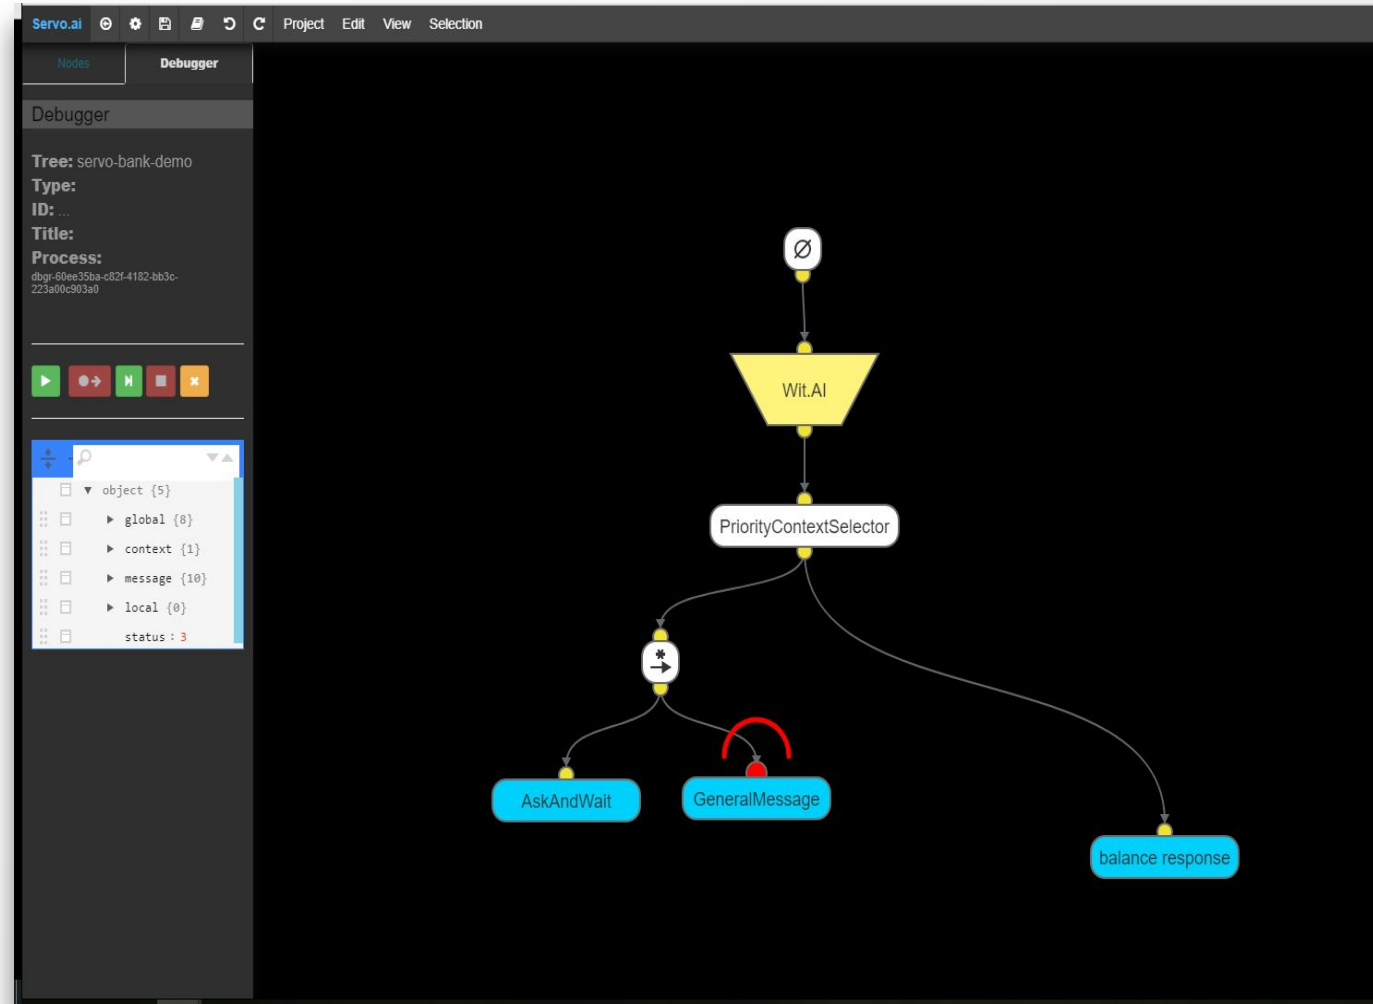 Servo.ai Project Edit View Selection
Nodes Debugger
Debugger
Tree: servo-bank-demo
Type:
ID: ...
Title:
Process:
dbgr-60ee35ba-c82f-4182-bb3c-
223a00c903a0
object {5}
global {8}
context {1}
message {10}
local {0}
status : 3
Ø
Wit.AI
PriorityContextSelector
*
AskAndWait
GeneralMessage
balance response